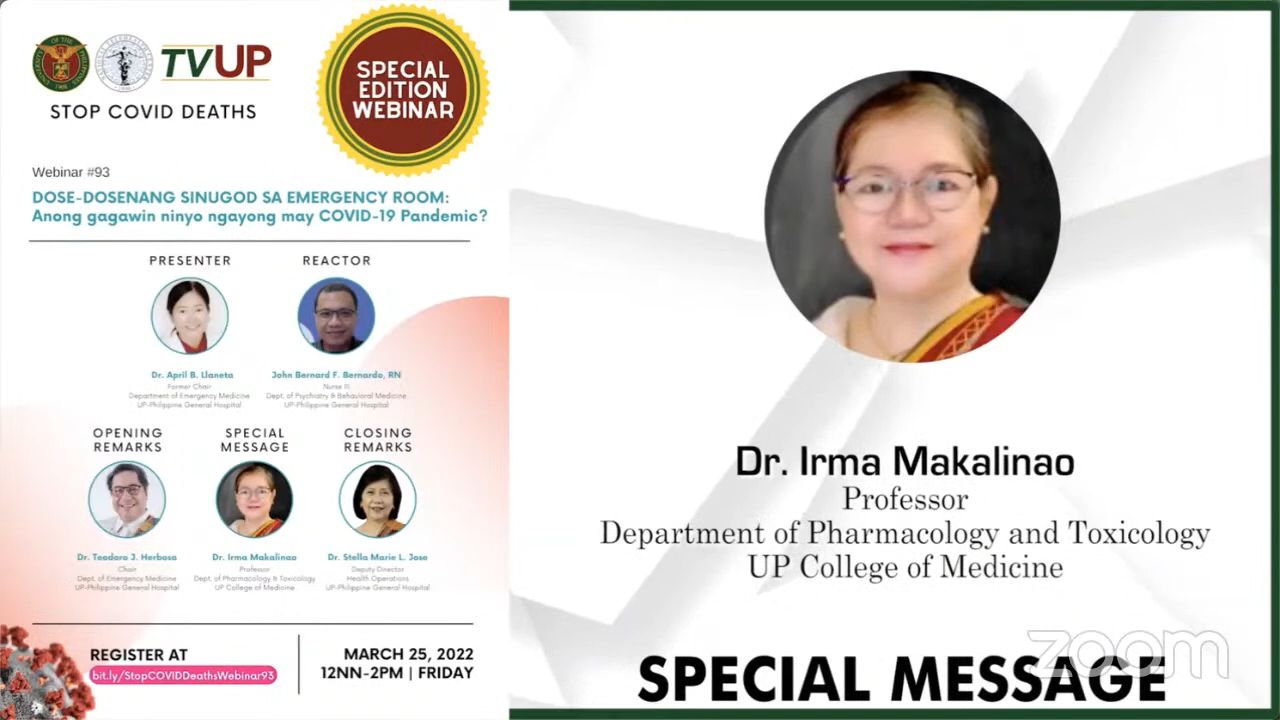 TVUP
STOP COVID DEATHS
SPECIAL
EDITION
WEBINAR
Webinar #93
DOSE-DOSENANG SINUGOD SA EMERGENCY ROOM:
Anong gagawin ninyo ngayong may COVID-19 Pandemic?
PRESENTER
Dr. April B. Llaneta
Former Chair
Department of Emergency Medicine
UP-Philippine General Hospital
REACTOR
John Bernard F. Bernardo, RN
Nurse III
Dept. of Psychiatry & Behavioral Medicine
UP-Philippine General Hospital
OPENING
REMARKS
Dr. Teodoro J. Herbosa
Chair
Dept. of Emergency Medicine
UP-Philippine General Hospital
SPECIAL
MESSAGE
Dr. Irma Makalinao
Professor
Dept. of Pharmacology & Toxicology
UP College of Medicine
CLOSING
REMARKS
Dr. Stella Marie L. Jose
Deputy Director
Health Operations
UP-Philippine General Hospital
REGISTER AT
bit.ly/StopCOVIDDeathsWebinar93
MARCH 25, 2022
12NN-2PM | FRIDAY
Dr. Irma Makalinao
Professor
Department of Pharmacology and Toxicology
UP College of Medicine
SPECIAL MESSAGE
zoom